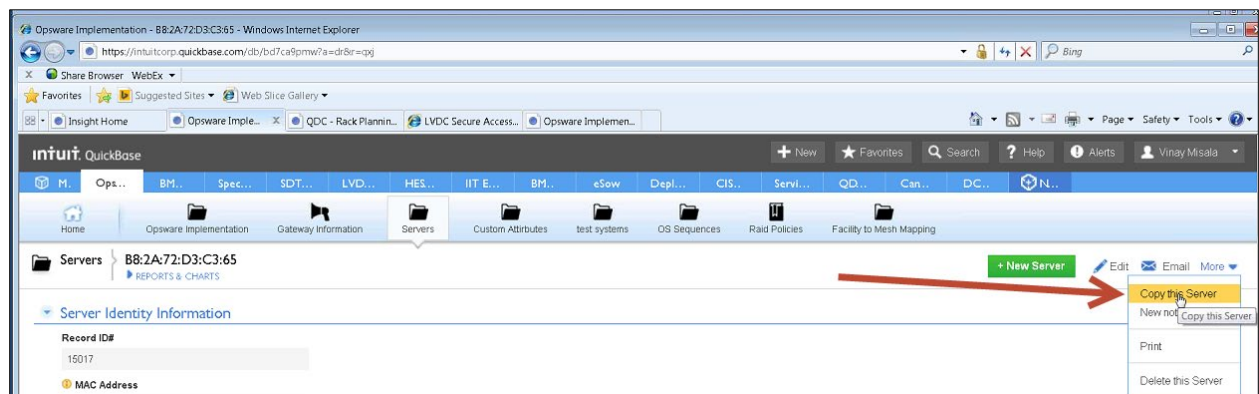 Opsware Implementation - B8:2A:72:D3:C3:65 - Windows Internet Explorer
https://intuitcorp.quickbase.com/db/bd7ca9pmw?a=dr&r=qxj
Bing
X Share Browser WebEx
Favorites Suggested Sites Web Slice Gallery
Insight Home Opsware Imple... X QDC - Rack Plannin... LVDC Secure Access... Opsware Implemen... Page Safety Tools
intuit. QuickBase + New Favorites Search ? Help Alerts Vinay Misala
M. Ops.. BM.. Spec... SDT... LVD... HES... IIT E... BM.. eSow Depl... CIS.. Servi... QD... Can... DC.. N...
Home Opsware Implementation Gateway Information Servers Custom Attirbutes test systems OS Sequences Raid Policies Facility to Mesh Mapping
Servers B8:2A:72:D3:C3:65 + New Server Edit Email More
REPORTS & CHARTS
Copy this Server
Server Identity Information
New not
Copy this Server
Record ID#
15017
Print
MAC Address
Delete this Server